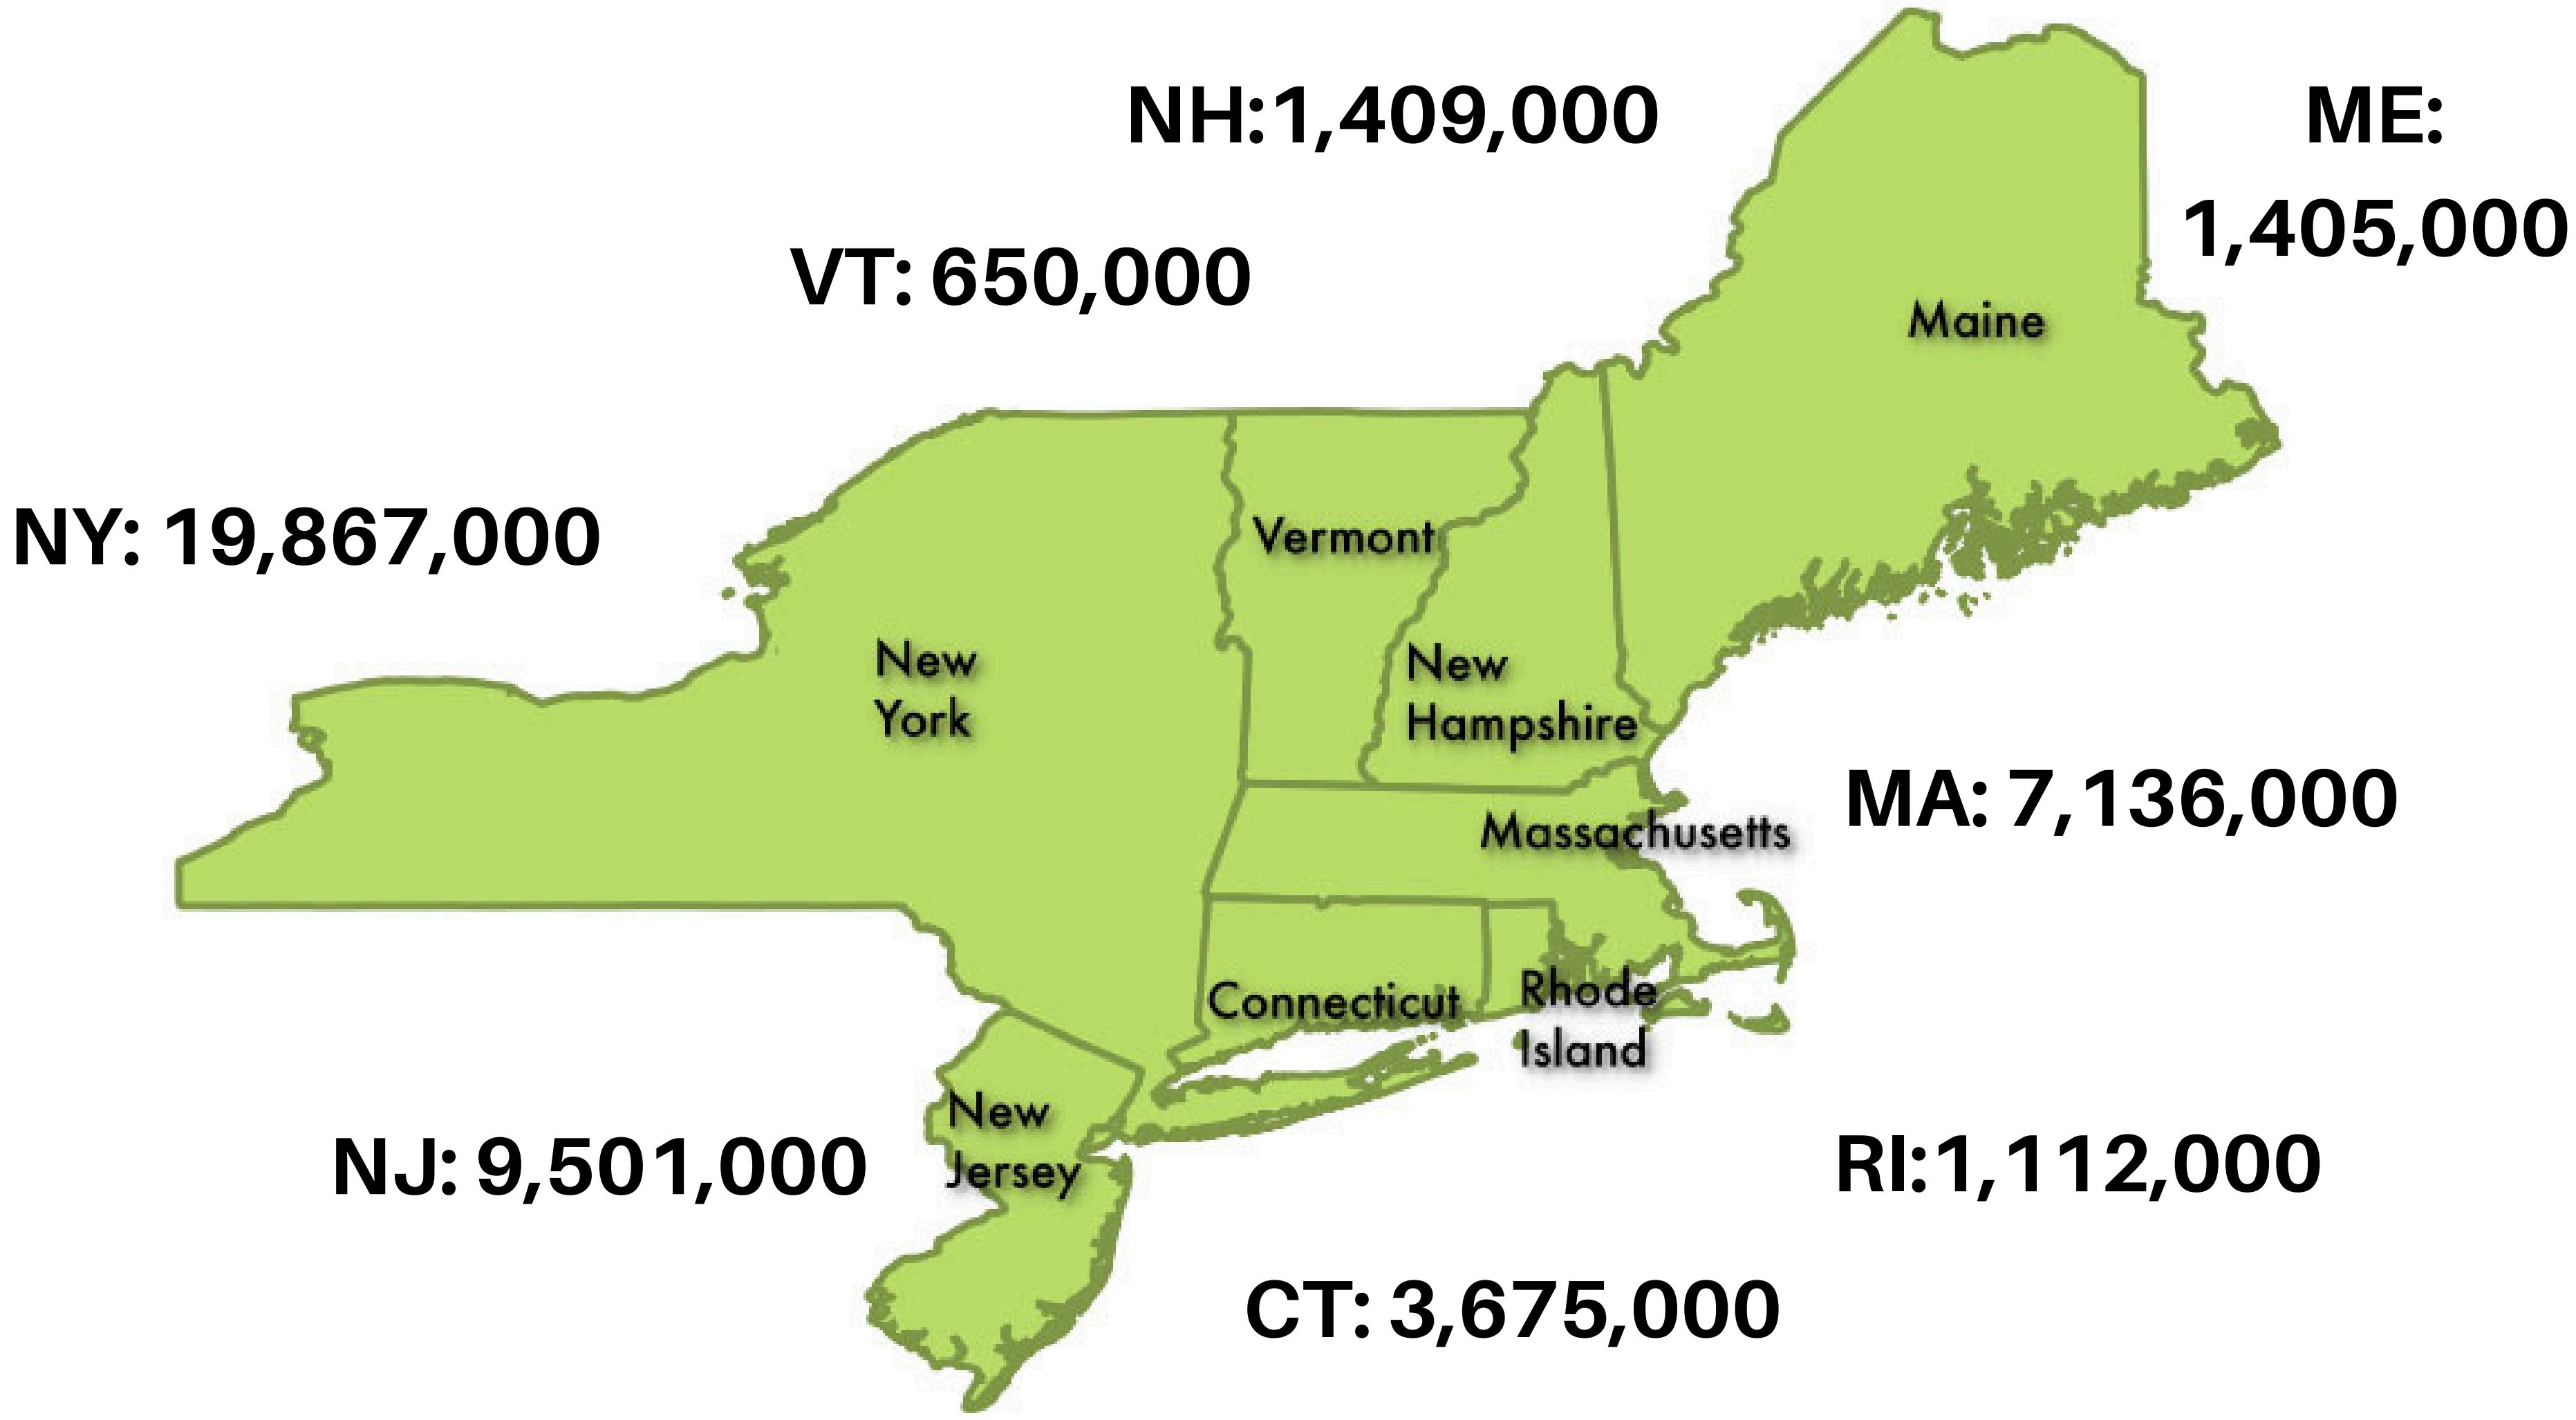 NH:1,409,000
ME:
1,405,000
VT: 650,000
Maine
NY: 19,867,000
Vermont
New
York
New
Hampshire
MA: 7,136,000
Massachusetts
Connecticut
Rhode
Island
New
Jersey
NJ: 9,501,000
RI:1,112,000
CT: 3,675,000